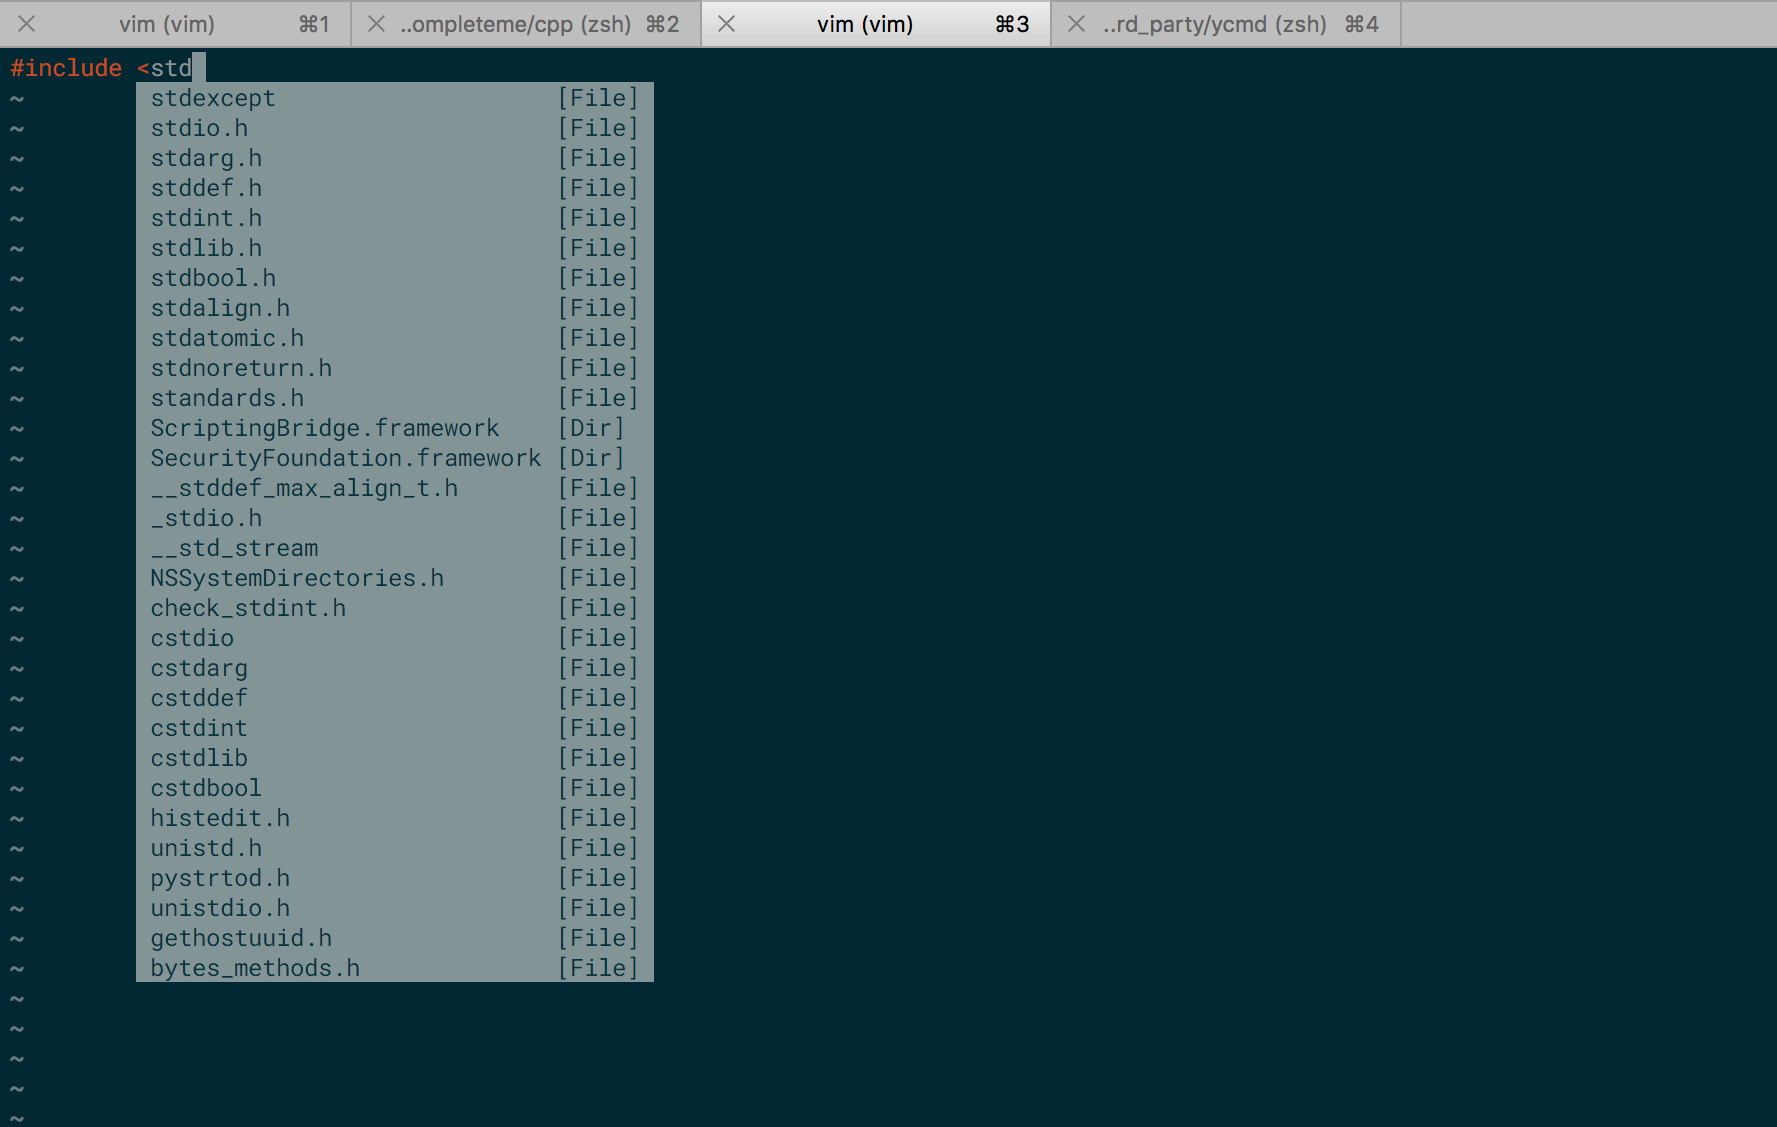 vim (vim) ⌘1 ..ompleteme/cpp (zsh) ⌘2 vim (vim) ⌘3 ..rd_party/ycmd (zsh) ⌘4
#include <std
~ stdexcept [File]
~ stdio.h [File]
~ stdarg.h [File]
~ stddef.h [File]
~ stdint.h [File]
~ stdlib.h [File]
~ stdbool.h [File]
~ stdalign.h [File]
~ stdatomic.h [File]
~ stdnoreturn.h [File]
~ standards.h [File]
~ ScriptingBridge.framework [Dir]
~ SecurityFoundation.framework [Dir]
~ __stddef_max_align_t.h [File]
~ _stdio.h [File]
~ __std_stream [File]
~ NSSystemDirectories.h [File]
~ check_stdint.h [File]
~ cstdio [File]
~ cstdarg [File]
~ cstddef [File]
~ cstdint [File]
~ cstdlib [File]
~ cstdbool [File]
~ histedit.h [File]
~ unistd.h [File]
~ pystrtod.h [File]
~ unistdio.h [File]
~ gethostuuid.h [File]
~ bytes_methods.h [File]
~
~
~
~
~